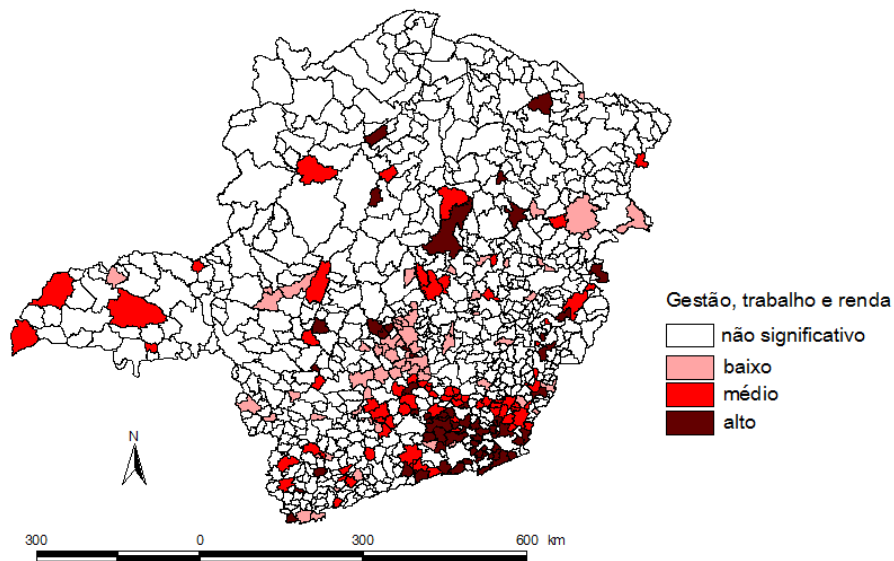 Gestão, trabalho e renda
não significativo
baixo
médio
alto
N
300 0 300 600 km